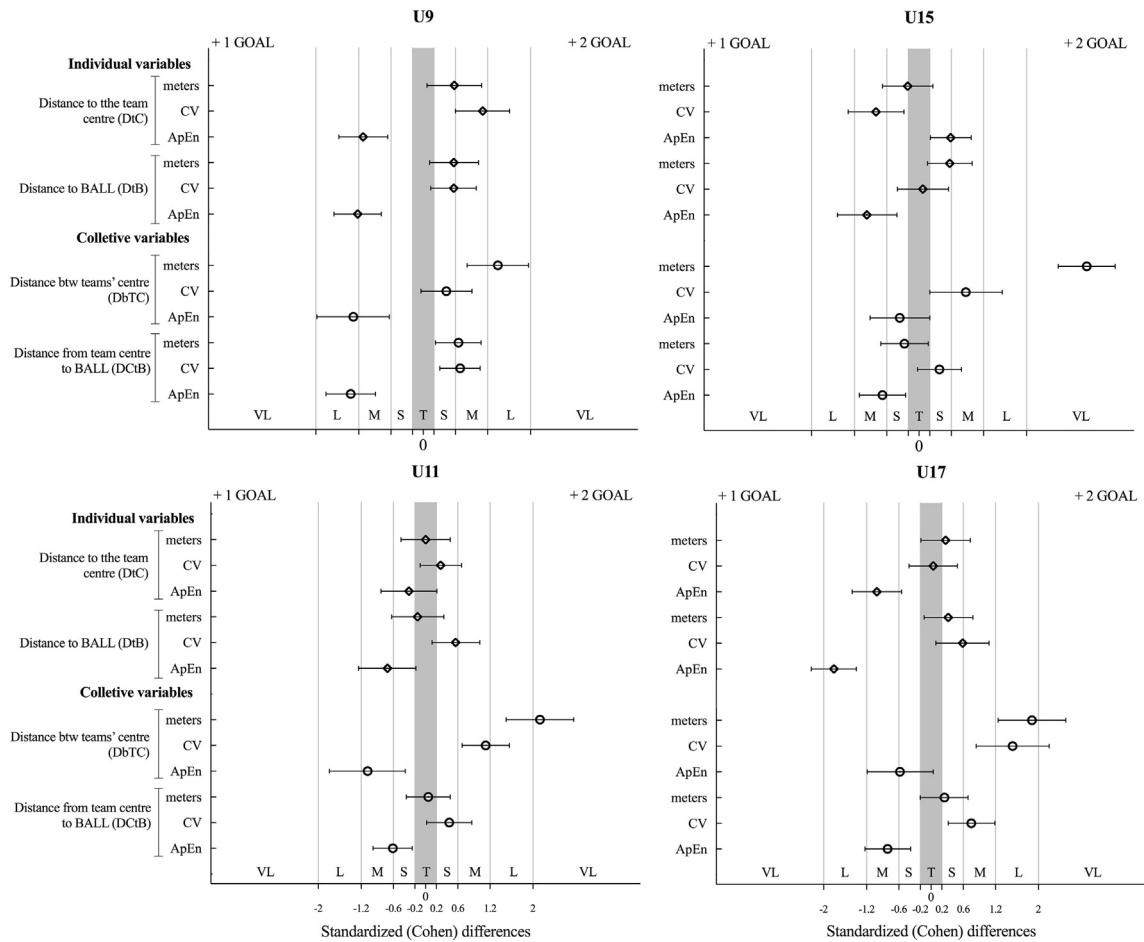 U9
+ 1 GOAL
+ 2 GOAL
Individual variables
Distance to tthe team
centre (DtC)
meters
CV
ApEn
Distance to BALL (DtB)
meters
CV
ApEn
Colletive variables
Distance btw teams' centre
(DbTC)
meters
CV
ApEn
Distance from team centre
to BALL (DCtB)
meters
CV
ApEn
VL L M S T S M L VL
0
U15
+ 1 GOAL
+ 2 GOAL
meters
CV
ApEn
meters
CV
ApEn
meters
CV
ApEn
meters
CV
ApEn
VL L M S T S M L VL
0
U11
+ 1 GOAL
+ 2 GOAL
Individual variables
Distance to tthe team
centre (DtC)
meters
CV
ApEn
Distance to BALL (DtB)
meters
CV
ApEn
Colletive variables
Distance btw teams' centre
(DbTC)
meters
CV
ApEn
Distance from team centre
to BALL (DCtB)
meters
CV
ApEn
VL L M S T S M L VL
0
-2 -1.2 -0.6 -0.2 0.2 0.6 1.2 2
Standardized (Cohen) differences
U17
+ 1 GOAL
+ 2 GOAL
meters
CV
ApEn
meters
CV
ApEn
meters
CV
ApEn
meters
CV
ApEn
VL L M S T S M L VL
0
-2 -1.2 -0.6 -0.2 0.2 0.6 1.2 2
Standardized (Cohen) differences